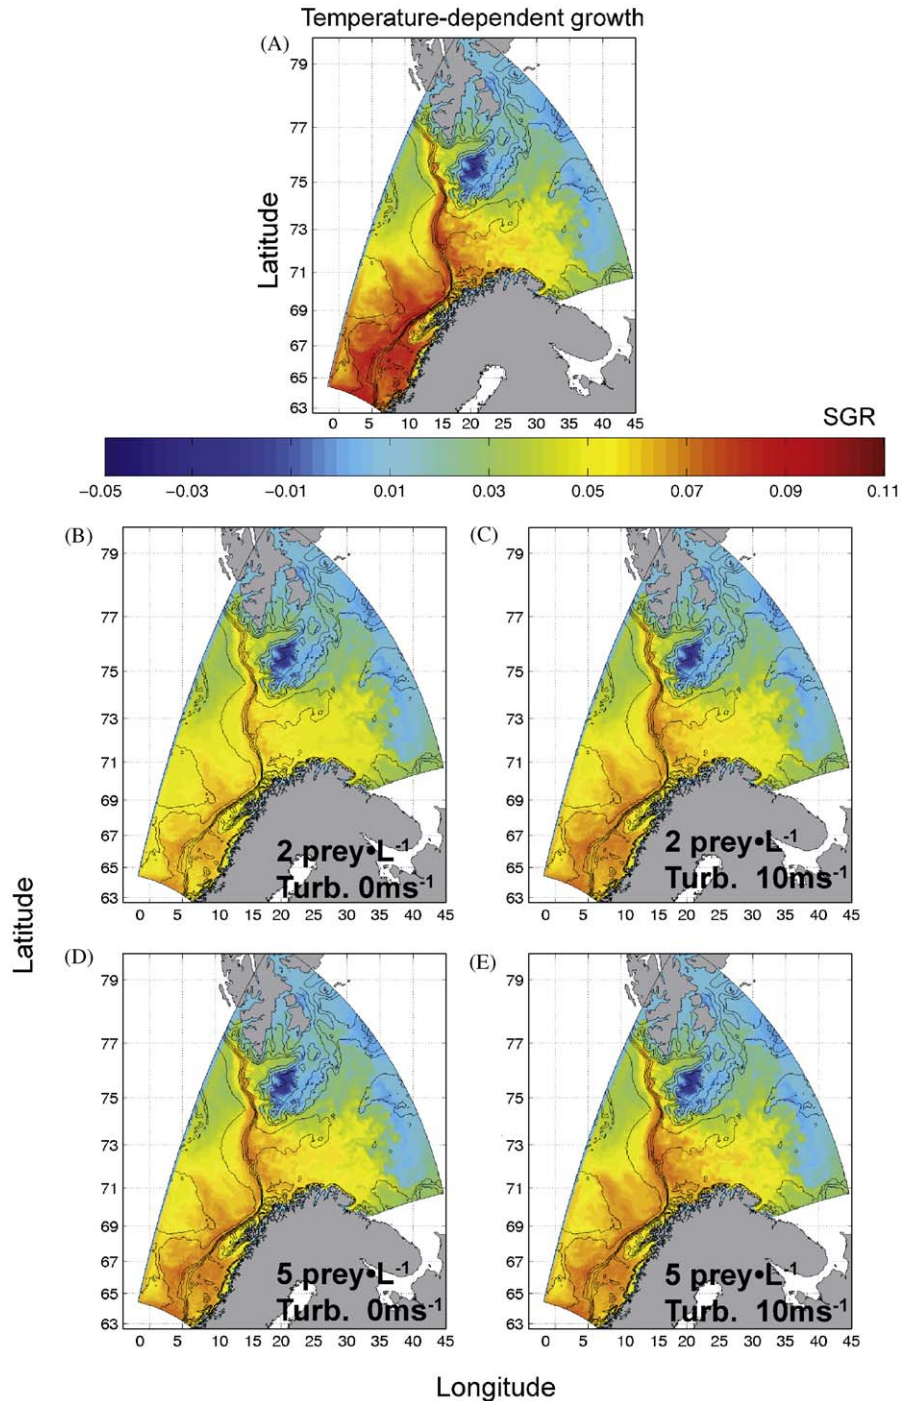 Temperature-dependent growth
(A)
79
77
75
73
71
69
67
65
63
Latitude
0 5 10 15 20 25 30 35 40 45
SGR
−0.05 −0.03 −0.01 0.01 0.03 0.05 0.07 0.09 0.11
(B)
79
77
75
73
71
69
67
65
63
2 prey•L-1
Turb. 0ms-1
0 5 10 16 20 25 30 35 40 45
(C)
79
77
75
73
71
69
67
65
63
2 prey•L-1
Turb. 10ms-1
0 5 10 16 20 25 30 35 40 45
Latitude
(D)
79
77
75
73
71
69
67
65
63
5 prey•L-1
Turb. 0ms-1
0 5 10 16 20 25 30 35 40 45
(E)
79
77
75
73
71
69
67
65
63
5 prey•L-1
Turb. 10ms-1
0 5 10 16 20 25 30 35 40 45
Longitude